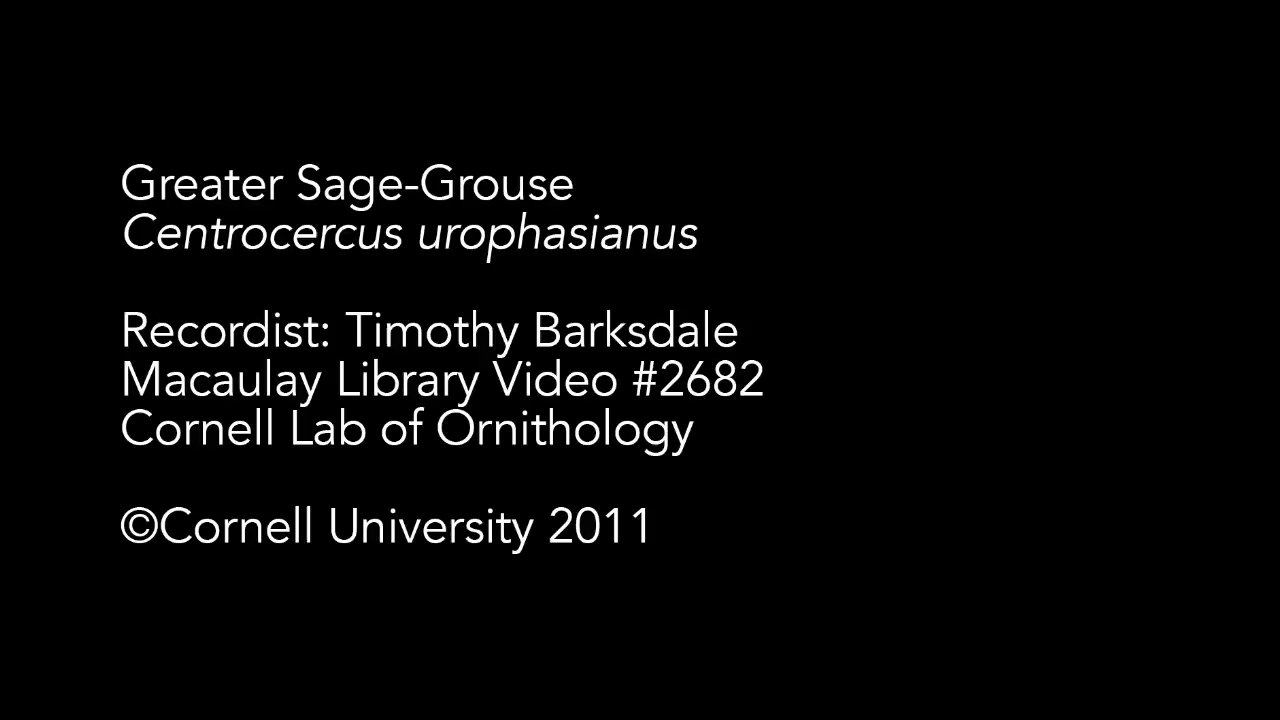 Greater Sage-Grouse
Centrocercus urophasianus
Recordist: Timothy Barksdale
Macaulay Library Video #2682
Cornell Lab of Ornithology
©Cornell University 2011